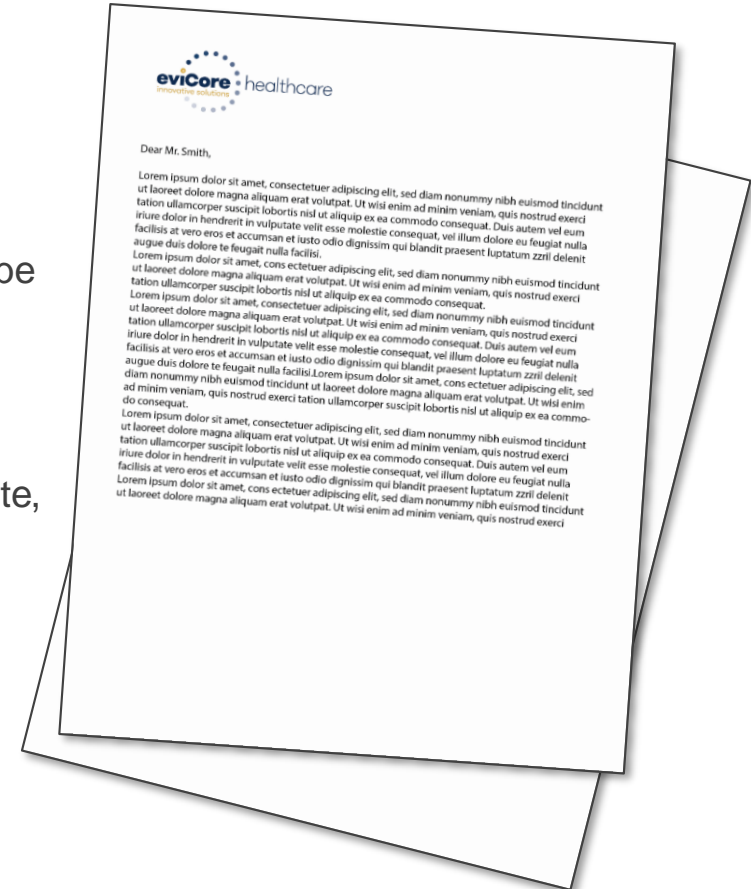 eviCore healthcare
innovative solutions
Dear Mr. Smith,
Lorem ipsum dolor sit amet, consectetuer adipiscing elit, sed diam nonummy nibh euismod tincidunt
ut laoreet dolore magna aliquam erat volutpat. Ut wisi enim ad minim veniam, quis nostrud exerci
tation ullamcorper suscipit lobortis nisl ut aliquip ex ea commodo consequat. Duis autem vel eum
iriure dolor in hendrerit in vulputate velit esse molestie consequat, vel illum dolore eu feugiat nulla
facilisis at vero eros et accumsan et iusto odio dignissim qui blandit praesent luptatum zzril delenit
augue duis dolore te feugait nulla facilisi.
Lorem ipsum dolor sit amet, cons ectetuer adipiscing elit, sed diam nonummy nibh euismod tincidunt
ut laoreet dolore magna aliquam erat volutpat. Ut wisi enim ad minim veniam, quis nostrud exerci
tation ullamcorper suscipit lobortis nisl ut aliquip ex ea commodo consequat.
Lorem ipsum dolor sit amet, consectetuer adipiscing elit, sed diam nonummy nibh euismod tincidunt
ut laoreet dolore magna aliquam erat volutpat. Ut wisi enim ad minim veniam, quis nostrud exerci
tation ullamcorper suscipit lobortis nisl ut aliquip ex ea commodo consequat. Duis autem vel eum
iriure dolor in hendrerit in vulputate velit esse molestie consequat, vel illum dolore eu feugiat nulla
facilisis at vero eros et accumsan et iusto odio dignissim qui blandit praesent luptatum zzril delenit
augue duis dolore te feugait nulla facilisi.Lorem ipsum dolor sit amet, cons ectetuer adipiscing elit, sed
diam nonummy nibh euismod tincidunt ut laoreet dolore magna aliquam erat volutpat. Ut wisi enim
ad minim veniam, quis nostrud exerci tation ullamcorper suscipit lobortis nisl ut aliquip ex ea commo-
do consequat.
Lorem ipsum dolor sit amet, consectetuer adipiscing elit, sed diam nonummy nibh euismod tincidunt
ut laoreet dolore magna aliquam erat volutpat. Ut wisi enim ad minim veniam, quis nostrud exerci
tation ullamcorper suscipit lobortis nisl ut aliquip ex ea commodo consequat. Duis autem vel eum
iriure dolor in hendrerit in vulputate velit esse molestie consequat, vel illum dolore eu feugiat nulla
facilisis at vero eros et accumsan et iusto odio dignissim qui blandit praesent luptatum zzril delenit
Lorem ipsum dolor sit amet, cons ectetuer adipiscing elit, sed diam nonummy nibh euismod tincidunt
ut laoreet dolore magna aliquam erat volutpat. Ut wisi enim ad minim veniam, quis nostrud exerci